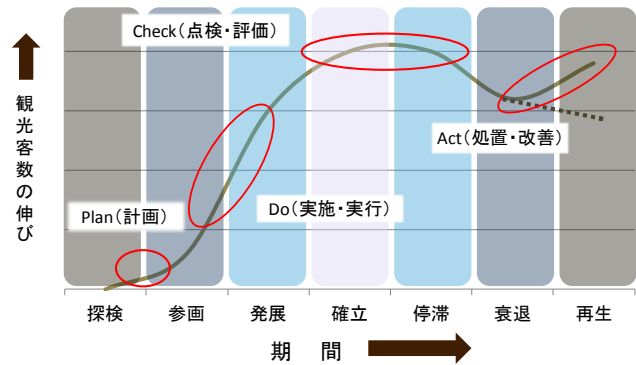 Check(点検・評価)
観光客数の伸び
Act(処置・改善)
Plan(計画)
Do(実施・実行)
探検 参画 発展 確立 停滞 衰退 再生
期 間